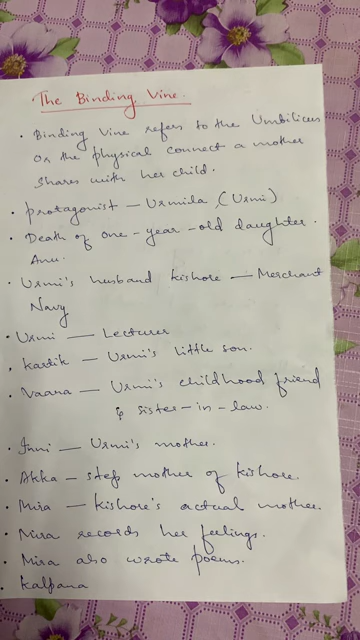 The Binding Vine
• Binding Vine refers to the Umbilicus
Or the physical connect a mother
shares with her child.
• protagonist — Urmila (Urmi)
• Death of one-year-old daughter.
Anu.
• Urmi's husband kishore — Merchant
Navy
• Urmi — Lecturer
• Kartik — Urmi's little son.
• Vaana — Urmi's childhood friend
& sister-in-law.
• Inni — Urmi's mother.
• Akka — step mother of kishore.
• Mira — kishore's actual mother.
• Mira records her feelings.
• Mira also wrote poems.
• kalpana